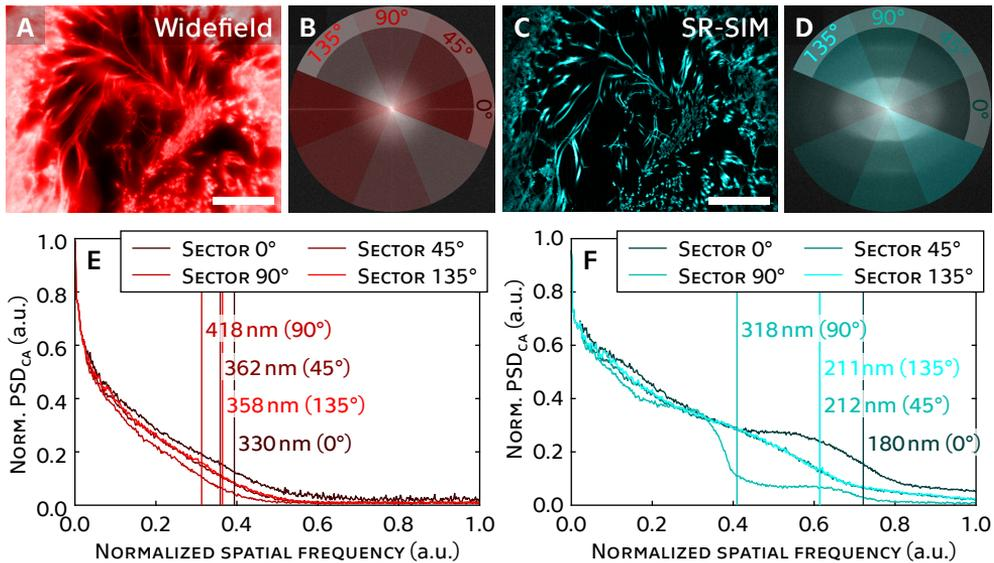 A Widefield
B 135° 90° 45° 0°
C SR-SIM
D 135° 90° 45° 0°
E
SECTOR 0° SECTOR 45°
SECTOR 90° SECTOR 135°
418 nm (90°)
362 nm (45°)
358 nm (135°)
330 nm (0°)
NORM. PSD_CA (a.u.)
1.0
0.8
0.6
0.4
0.2
0.0
0.0 0.2 0.4 0.6 0.8 1.0
NORMALIZED SPATIAL FREQUENCY (a.u.)
F
SECTOR 0° SECTOR 45°
SECTOR 90° SECTOR 135°
318 nm (90°)
211 nm (135°)
212 nm (45°)
180 nm (0°)
NORM. PSD_CA (a.u.)
1.0
0.8
0.6
0.4
0.2
0.0
0.0 0.2 0.4 0.6 0.8 1.0
NORMALIZED SPATIAL FREQUENCY (a.u.)